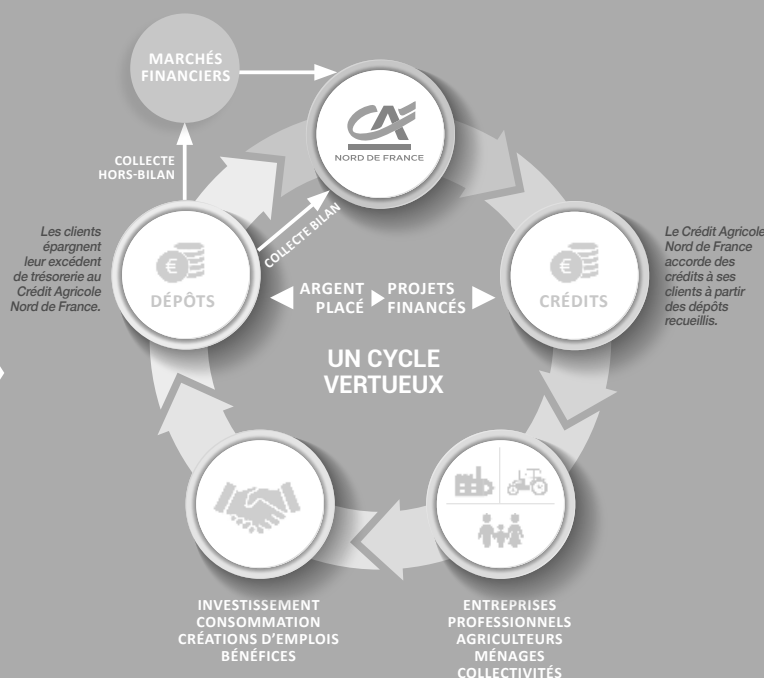 MARCHÉS
FINANCIERS
CA
NORD DE FRANCE
COLLECTE
HORS-BILAN
COLLECTE BILAN
Les clients
épargnent
leur excédent
de trésorerie au
Crédit Agricole
Nord de France.
DÉPÔTS
ARGENT
PLACÉ
PROJETS
FINANCÉS
CRÉDITS
Le Crédit Agricole
Nord de France
accorde des
crédits à ses
clients à partir
des dépôts
recueillis.
UN CYCLE
VERTUEUX
INVESTISSEMENT
CONSOMMATION
CRÉATIONS D'EMPLOIS
BÉNÉFICES
ENTREPRISES
PROFESSIONNELS
AGRICULTEURS
MÉNAGES
COLLECTIVITÉS